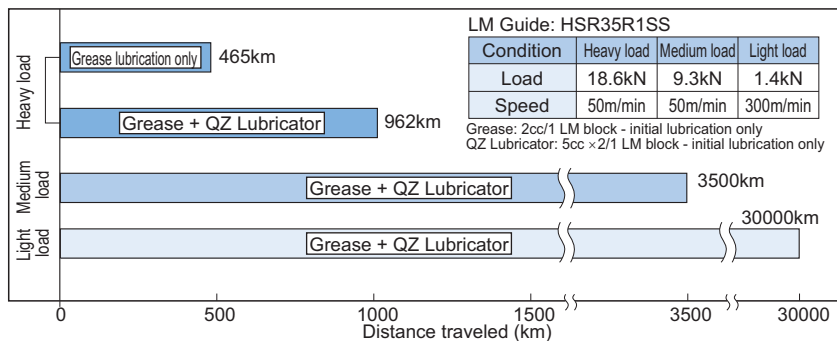 LM Guide: HSR35R1SS
Condition Heavy load Medium load Light load
Load 18.6kN 9.3kN 1.4kN
Speed 50m/min 50m/min 300m/min
Grease: 2cc/1 LM block - initial lubrication only
QZ Lubricator: 5cc ×2/1 LM block - initial lubrication only
Heavy load
Grease lubrication only 465km
Grease + QZ Lubricator 962km
Medium
load
Grease + QZ Lubricator 3500km
Light
load
Grease + QZ Lubricator 30000km
0 500 1000 1500 3500 30000
Distance traveled (km)